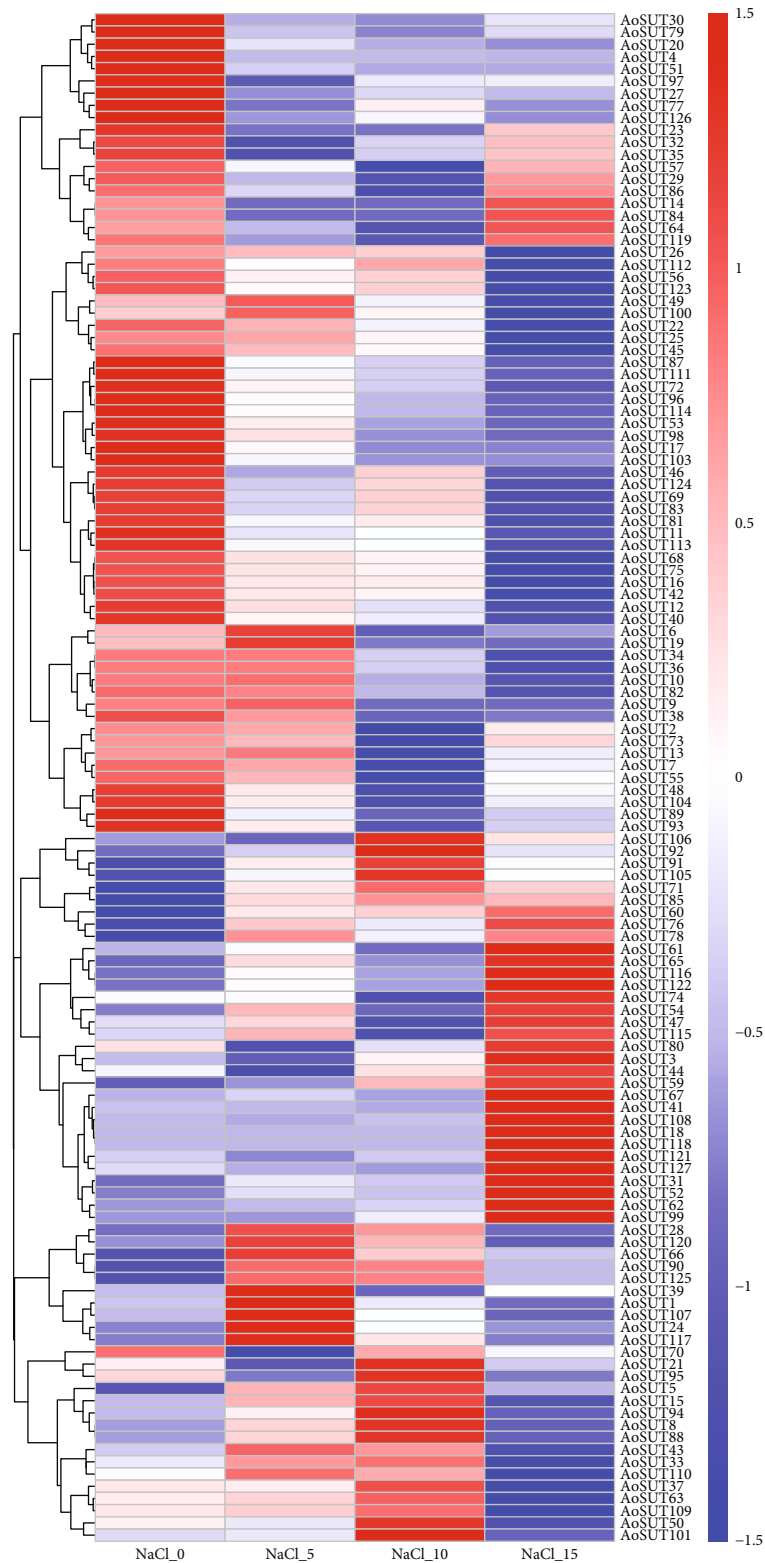 AoSUT30
AoSUT79
AoSUT20
AoSUT4
AoSUT51
AoSUT97
AoSUT27
AoSUT77
AoSUT126
AoSUT23
AoSUT32
AoSUT35
AoSUT57
AoSUT29
AoSUT86
AoSUT14
AoSUT84
AoSUT64
AoSUT119
AoSUT26
AoSUT112
AoSUT56
AoSUT123
AoSUT49
AoSUT100
AoSUT22
AoSUT25
AoSUT45
AoSUT87
AoSUT111
AoSUT72
AoSUT96
AoSUT114
AoSUT53
AoSUT98
AoSUT17
AoSUT103
AoSUT46
AoSUT124
AoSUT69
AoSUT83
AoSUT81
AoSUT11
AoSUT113
AoSUT68
AoSUT75
AoSUT16
AoSUT42
AoSUT12
AoSUT40
AoSUT6
AoSUT19
AoSUT34
AoSUT36
AoSUT10
AoSUT82
AoSUT9
AoSUT38
AoSUT2
AoSUT73
AoSUT13
AoSUT7
AoSUT55
AoSUT48
AoSUT104
AoSUT89
AoSUT93
AoSUT106
AoSUT92
AoSUT91
AoSUT105
AoSUT71
AoSUT85
AoSUT60
AoSUT76
AoSUT78
AoSUT61
AoSUT65
AoSUT116
AoSUT122
AoSUT74
AoSUT54
AoSUT47
AoSUT115
AoSUT80
AoSUT3
AoSUT44
AoSUT59
AoSUT67
AoSUT41
AoSUT108
AoSUT18
AoSUT118
AoSUT121
AoSUT127
AoSUT31
AoSUT52
AoSUT62
AoSUT99
AoSUT28
AoSUT120
AoSUT66
AoSUT90
AoSUT125
AoSUT39
AoSUT1
AoSUT107
AoSUT24
AoSUT117
AoSUT70
AoSUT21
AoSUT95
AoSUT5
AoSUT15
AoSUT94
AoSUT8
AoSUT88
AoSUT43
AoSUT33
AoSUT110
AoSUT37
AoSUT63
AoSUT109
AoSUT50
AoSUT101
NaCl_0 NaCl_5 NaCl_10 NaCl_15
1.5
1
0.5
0
−0.5
−1
−1.5